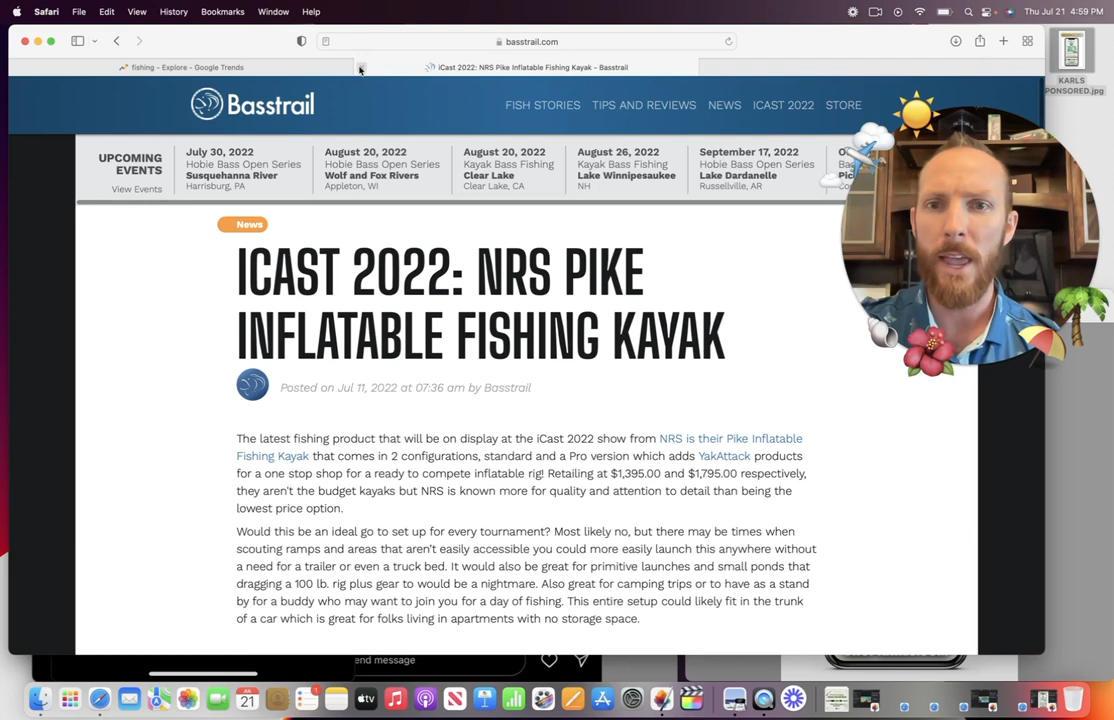 Safari File Edit View History Bookmarks Window Help Thu Jul 21 4:59 PM
basstrail.com
fishing - Explore - Google Trends
iCast 2022: NRS Pike Inflatable Fishing Kayak – Basstrail
KARLS
PONSORED.jpg
Basstrail
FISH STORIES TIPS AND REVIEWS NEWS ICAST 2022 STORE
UPCOMING
EVENTS
View Events
July 30, 2022
Hobie Bass Open Series
Susquehanna River
Harrisburg, PA
August 20, 2022
Hobie Bass Open Series
Wolf and Fox Rivers
Appleton, WI
August 20, 2022
Kayak Bass Fishing
Clear Lake
Clear Lake, CA
August 26, 2022
Kayak Bass Fishing
Lake Winnipesaukee
NH
September 17, 2022
Hobie Bass Open Series
Lake Dardanelle
Russellville, AR
News
ICAST 2022: NRS PIKE
INFLATABLE FISHING KAYAK
Posted on Jul 11, 2022 at 07:36 am by Basstrail
The latest fishing product that will be on display at the iCast 2022 show from NRS is their Pike Inflatable
Fishing Kayak that comes in 2 configurations, standard and a Pro version which adds YakAttack products
for a one stop shop for a ready to compete inflatable rig! Retailing at $1,395.00 and $1,795.00 respectively,
they aren't the budget kayaks but NRS is known more for quality and attention to detail than being the
lowest price option.
Would this be an ideal go to set up for every tournament? Most likely no, but there may be times when
scouting ramps and areas that aren't easily accessible you could more easily launch this anywhere without
a need for a trailer or even a truck bed. It would also be great for primitive launches and small ponds that
dragging a 100 lb. rig plus gear to would be a nightmare. Also great for camping trips or to have as a stand
by for a buddy who may want to join you for a day of fishing. This entire setup could likely fit in the trunk
of a car which is great for folks living in apartments with no storage space.
end message
JUL
21
1
tv